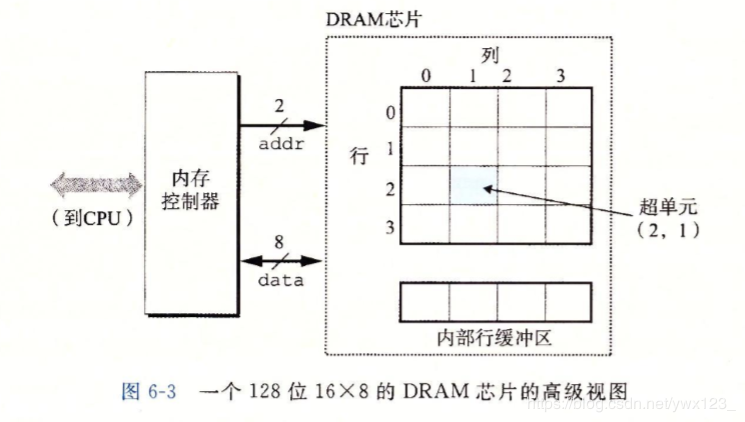 DRAM芯片
列
0 1 2 3
0
1
2
3
行
2
addr
8
data
内存
控制器
(到CPU)
超单元
(2, 1)
内部行缓冲区
图 6-3 一个 128 位 16×8 的 DRAM 芯片的高级视图
https://blog.csdn.net/ywx123_